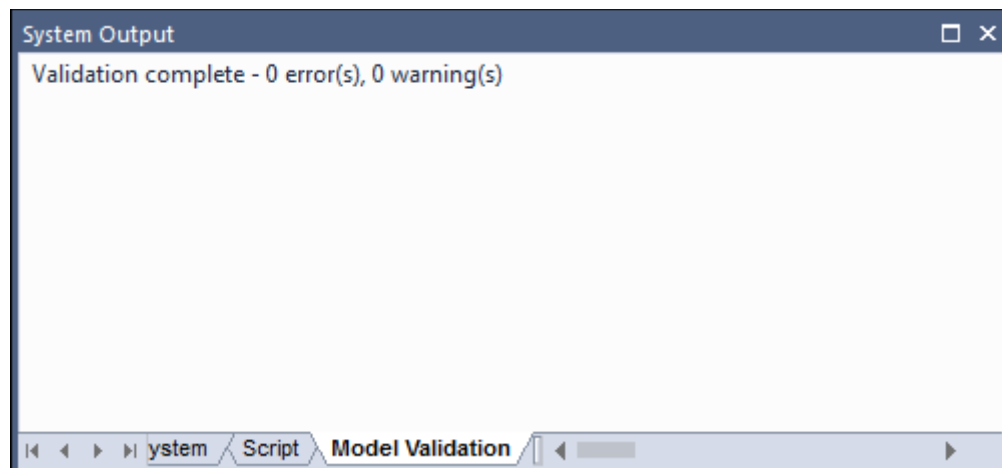 System Output
Validation complete - 0 error(s), 0 warning(s)
ystem Script Model Validation